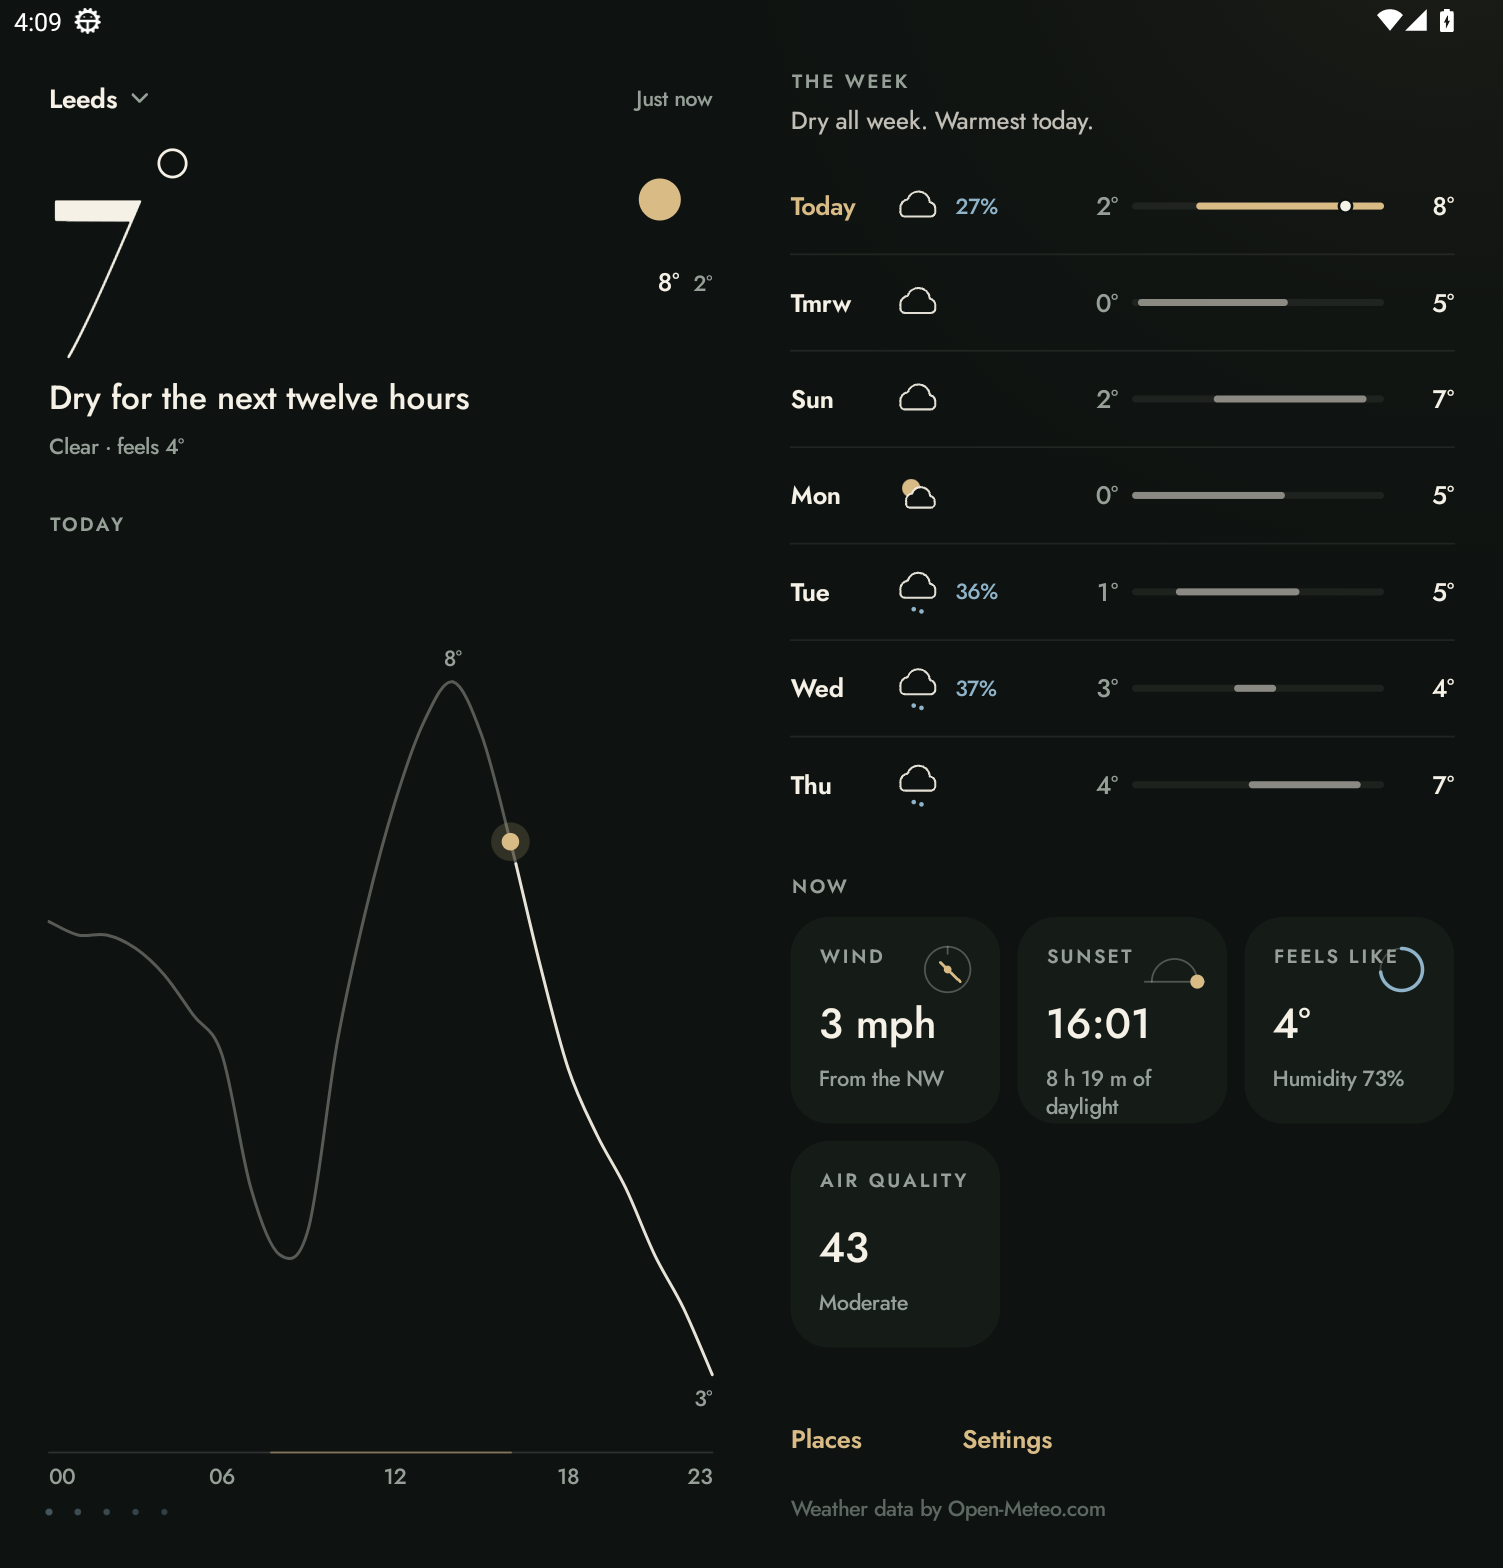 4:09
Leeds
Just now
7°
8° 2°
Dry for the next twelve hours
Clear · feels 4°
TODAY
8°
3°
00 06 12 18 23
THE WEEK
Dry all week. Warmest today.
Today 27% 2° 8°
Tmrw 0° 5°
Sun 2° 7°
Mon 0° 5°
Tue 36% 1° 5°
Wed 37% 3° 4°
Thu 4° 7°
NOW
WIND
3 mph
From the NW
SUNSET
16:01
8 h 19 m of
daylight
FEELS LIKE
4°
Humidity 73%
AIR QUALITY
43
Moderate
Places Settings
Weather data by Open-Meteo.com